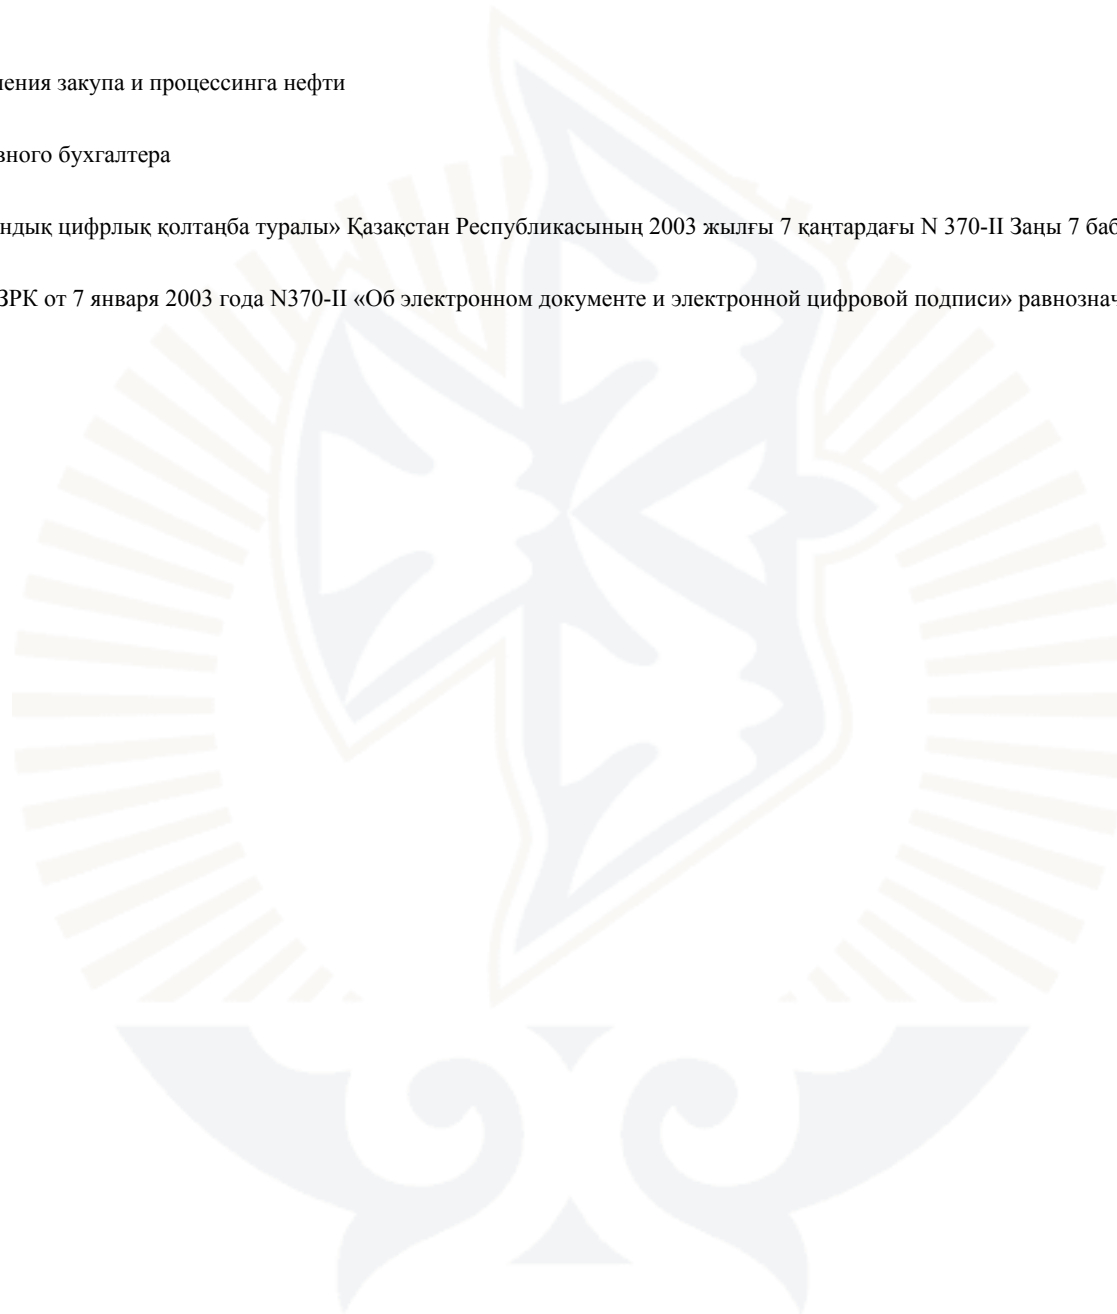 ления закупа и процессинга нефти
вного бухгалтера
ндық цифрлық қолтаңба туралы» Қазақстан Республикасының 2003 жылғы 7 қаңтардағы N 370-II Заңы 7 баб
ЗРК от 7 января 2003 года N370-II «Об электронном документе и электронной цифровой подписи» равнознач